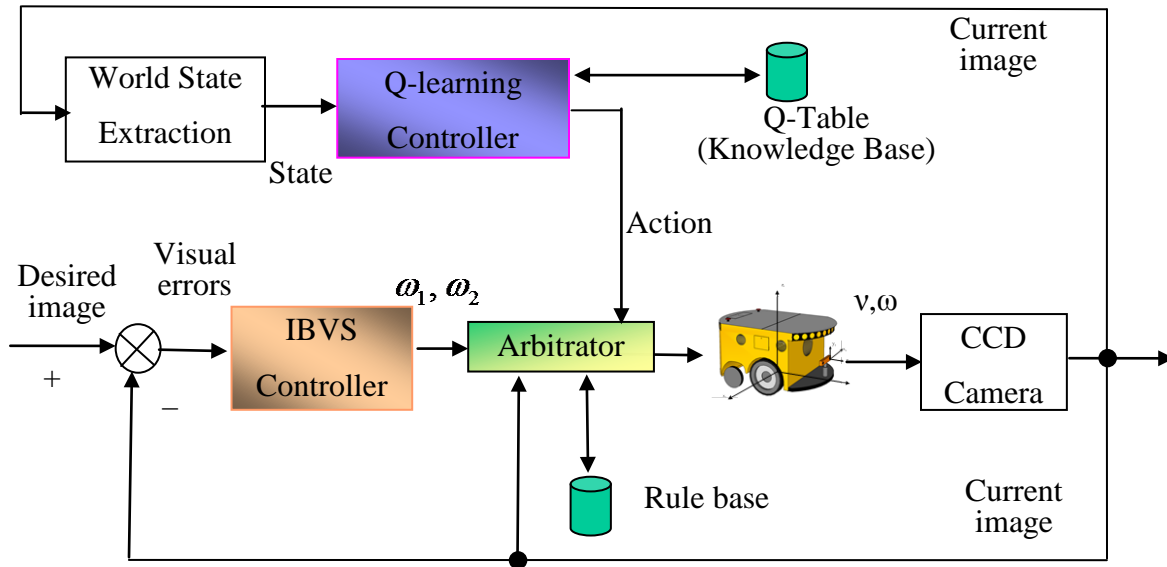 Current
image
World State
Extraction
Q-learning
Controller
Q-Table
(Knowledge Base)
State
Action
Desired
image
Visual
errors
+
−
IBVS
Controller
ω₁, ω₂
Arbitrator
ν,ω
CCD
Camera
Rule base
Current
image